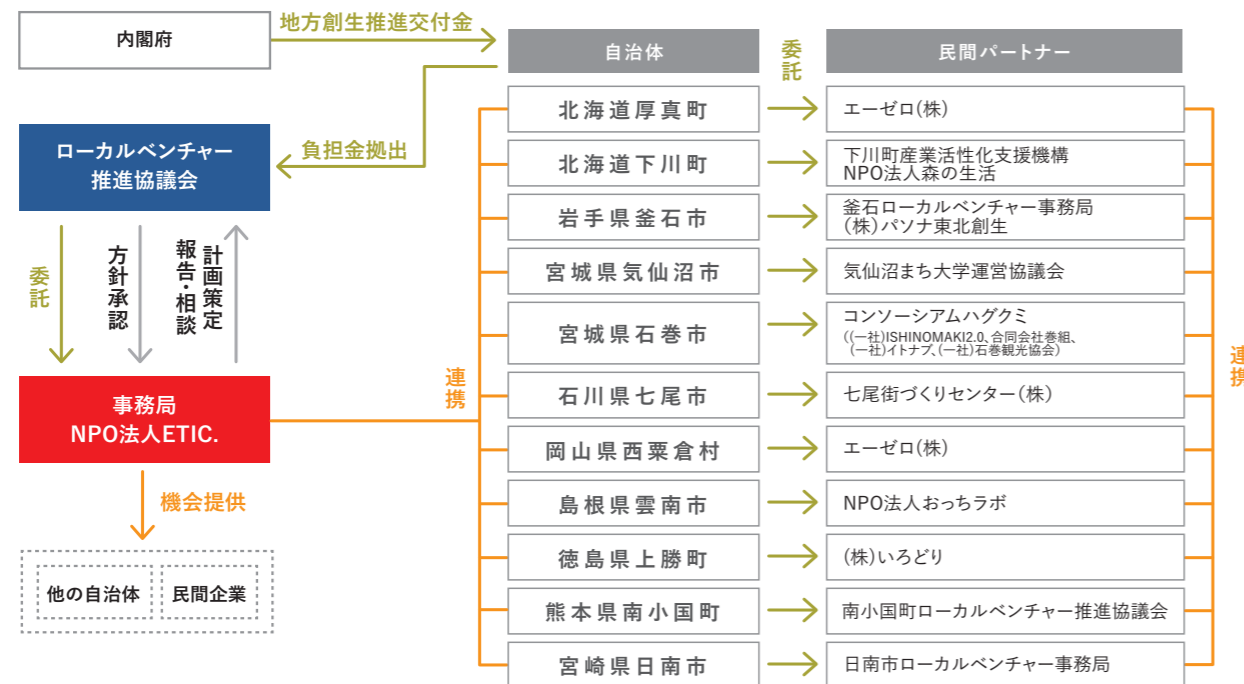 内閣府
地方創生推進交付金
ローカルベンチャー
推進協議会
負担金拠出
委託
方針承認
報告・相談
計画策定
事務局
NPO法人ETIC.
機会提供
他の自治体
民間企業
連携
自治体
委託
民間パートナー
北海道厚真町
エーゼロ(株)
北海道下川町
下川町産業活性化支援機構
NPO法人森の生活
岩手県釜石市
釜石ローカルベンチャー事務局
(株)パソナ東北創生
宮城県気仙沼市
気仙沼まち大学運営協議会
宮城県石巻市
コンソーシアムハグクミ
((一社)ISHINOMAKI2.0、合同会社巻組、
(一社)イトナブ、(一社)石巻観光協会)
石川県七尾市
七尾街づくりセンター(株)
岡山県西粟倉村
エーゼロ(株)
島根県雲南市
NPO法人おっちラボ
徳島県上勝町
(株)いろどり
熊本県南小国町
南小国町ローカルベンチャー推進協議会
宮崎県日南市
日南市ローカルベンチャー事務局
連携